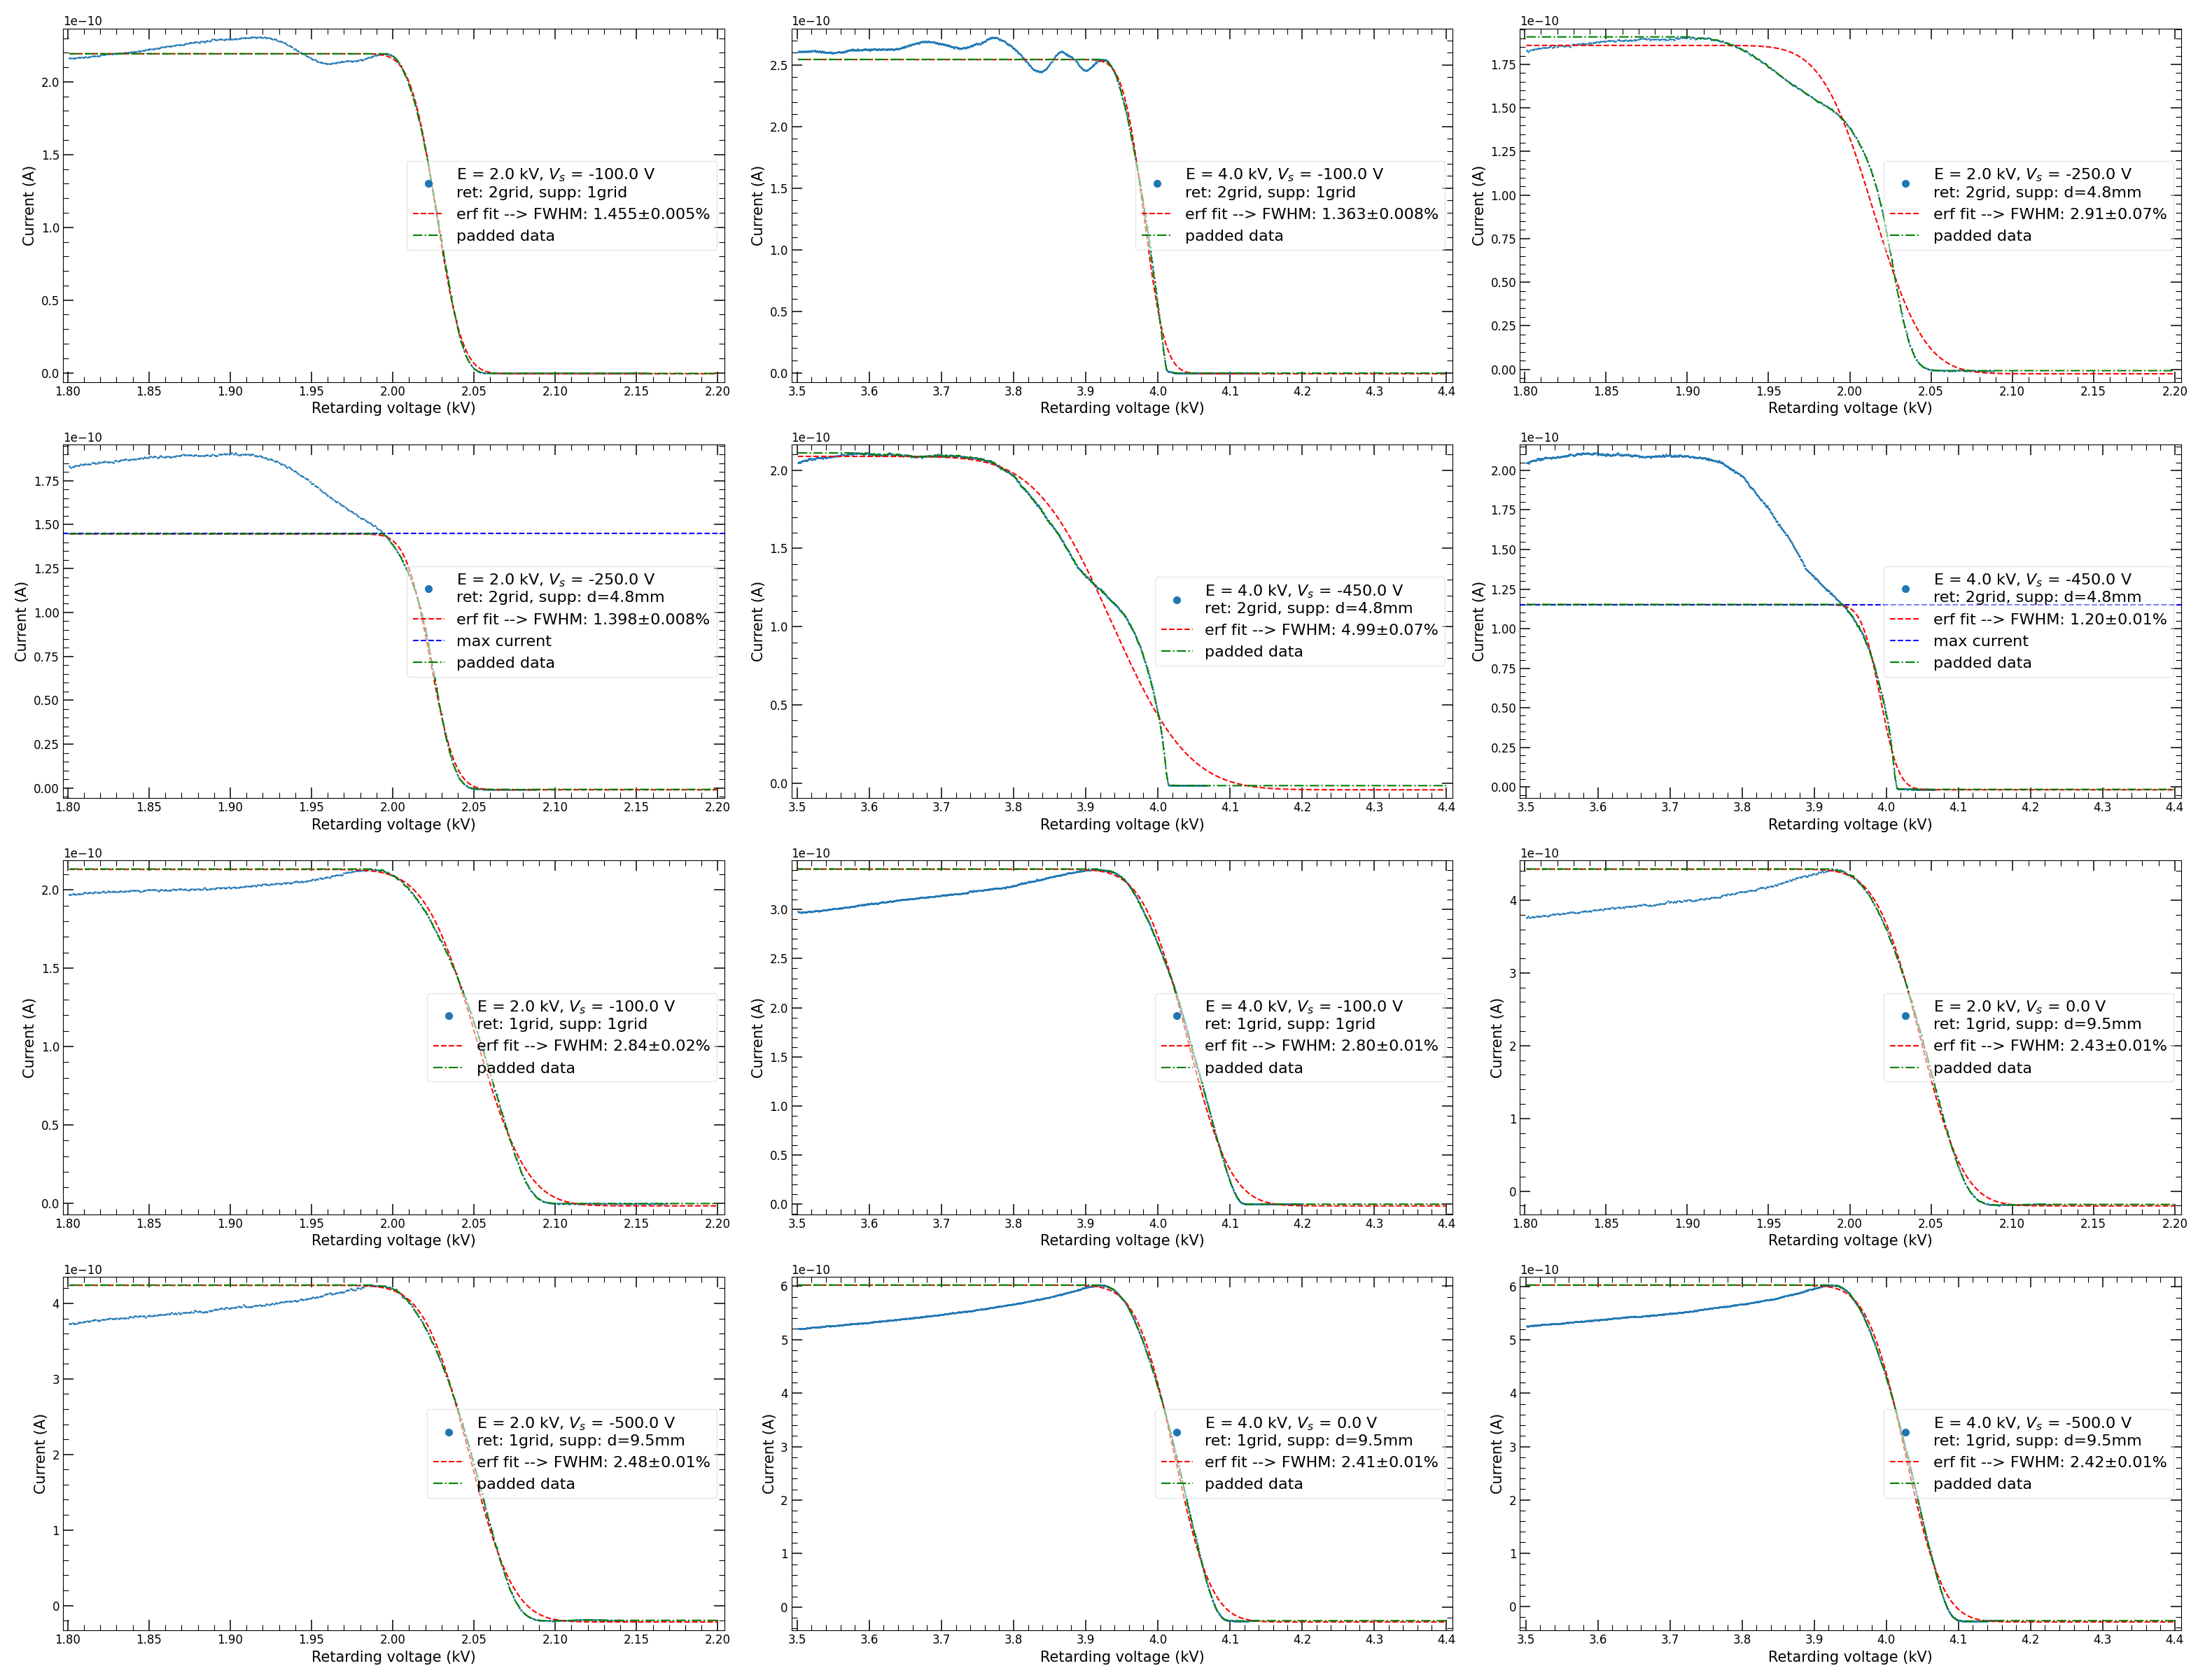 1e−10
2.0
1.5
1.0
0.5
0.0
Current (A)
E = 2.0 kV, Vs = -100.0 V
ret: 2grid, supp: 1grid
erf fit --> FWHM: 1.455±0.005%
padded data
1.80 1.85 1.90 1.95 2.00 2.05 2.10 2.15 2.20
Retarding voltage (kV)
1e−10
2.5
2.0
1.5
1.0
0.5
0.0
Current (A)
E = 4.0 kV, Vs = -100.0 V
ret: 2grid, supp: 1grid
erf fit --> FWHM: 1.363±0.008%
padded data
3.5 3.6 3.7 3.8 3.9 4.0 4.1 4.2 4.3 4.4
Retarding voltage (kV)
1e−10
1.75
1.50
1.25
1.00
0.75
0.50
0.25
0.00
Current (A)
E = 2.0 kV, Vs = -250.0 V
ret: 2grid, supp: d=4.8mm
erf fit --> FWHM: 2.91±0.07%
padded data
1.80 1.85 1.90 1.95 2.00 2.05 2.10 2.15 2.20
Retarding voltage (kV)
1e−10
1.75
1.50
1.25
1.00
0.75
0.50
0.25
0.00
Current (A)
E = 2.0 kV, Vs = -250.0 V
ret: 2grid, supp: d=4.8mm
erf fit --> FWHM: 1.398±0.008%
max current
padded data
1.80 1.85 1.90 1.95 2.00 2.05 2.10 2.15 2.20
Retarding voltage (kV)
1e−10
2.0
1.5
1.0
0.5
0.0
Current (A)
E = 4.0 kV, Vs = -450.0 V
ret: 2grid, supp: d=4.8mm
erf fit --> FWHM: 4.99±0.07%
padded data
3.5 3.6 3.7 3.8 3.9 4.0 4.1 4.2 4.3 4.4
Retarding voltage (kV)
1e−10
2.00
1.75
1.50
1.25
1.00
0.75
0.50
0.25
0.00
Current (A)
E = 4.0 kV, Vs = -450.0 V
ret: 2grid, supp: d=4.8mm
erf fit --> FWHM: 1.20±0.01%
max current
padded data
3.5 3.6 3.7 3.8 3.9 4.0 4.1 4.2 4.3 4.4
Retarding voltage (kV)
1e−10
2.0
1.5
1.0
0.5
0.0
Current (A)
E = 2.0 kV, Vs = -100.0 V
ret: 1grid, supp: 1grid
erf fit --> FWHM: 2.84±0.02%
padded data
1.80 1.85 1.90 1.95 2.00 2.05 2.10 2.15 2.20
Retarding voltage (kV)
1e−10
3.0
2.5
2.0
1.5
1.0
0.5
0.0
Current (A)
E = 4.0 kV, Vs = -100.0 V
ret: 1grid, supp: 1grid
erf fit --> FWHM: 2.80±0.01%
padded data
3.5 3.6 3.7 3.8 3.9 4.0 4.1 4.2 4.3 4.4
Retarding voltage (kV)
1e−10
4
3
2
1
0
Current (A)
E = 2.0 kV, Vs = 0.0 V
ret: 1grid, supp: d=9.5mm
erf fit --> FWHM: 2.43±0.01%
padded data
1.80 1.85 1.90 1.95 2.00 2.05 2.10 2.15 2.20
Retarding voltage (kV)
1e−10
4
3
2
1
0
Current (A)
E = 2.0 kV, Vs = -500.0 V
ret: 1grid, supp: d=9.5mm
erf fit --> FWHM: 2.48±0.01%
padded data
1.80 1.85 1.90 1.95 2.00 2.05 2.10 2.15 2.20
Retarding voltage (kV)
1e−10
6
5
4
3
2
1
0
Current (A)
E = 4.0 kV, Vs = 0.0 V
ret: 1grid, supp: d=9.5mm
erf fit --> FWHM: 2.41±0.01%
padded data
3.5 3.6 3.7 3.8 3.9 4.0 4.1 4.2 4.3 4.4
Retarding voltage (kV)
1e−10
6
5
4
3
2
1
0
Current (A)
E = 4.0 kV, Vs = -500.0 V
ret: 1grid, supp: d=9.5mm
erf fit --> FWHM: 2.42±0.01%
padded data
3.5 3.6 3.7 3.8 3.9 4.0 4.1 4.2 4.3 4.4
Retarding voltage (kV)